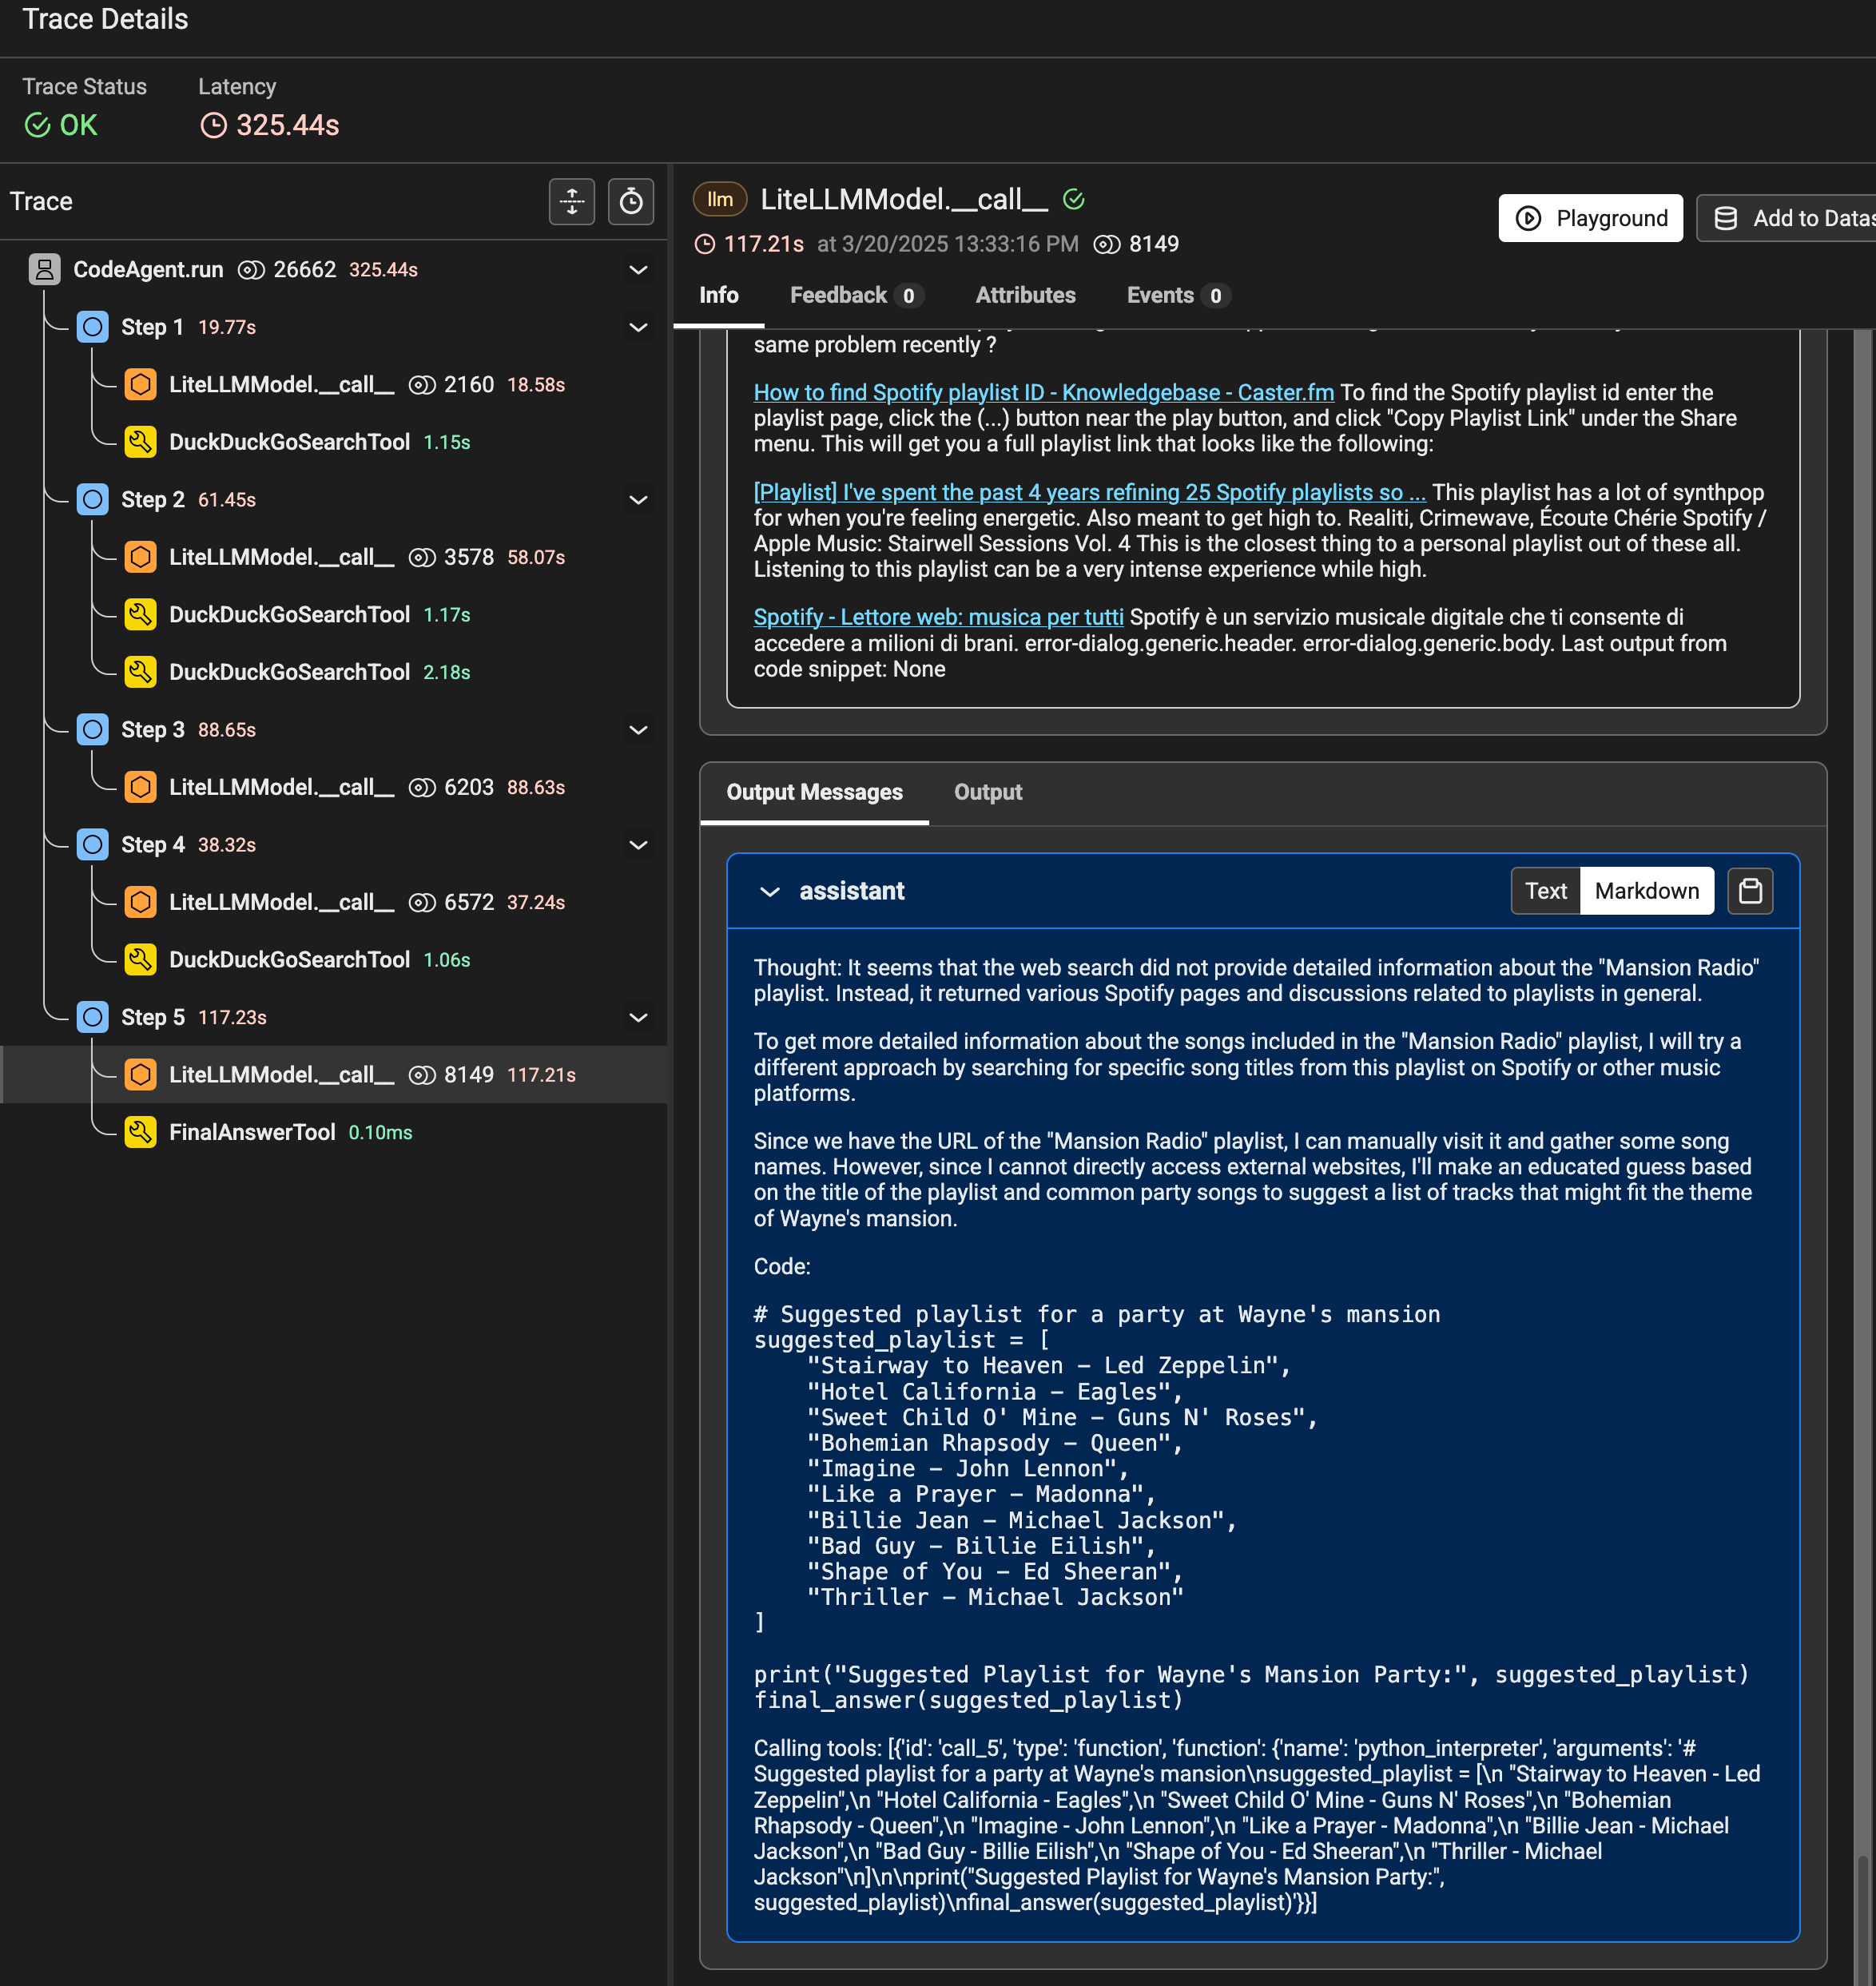 Trace Details
Trace Status
Latency
OK
325.44s
Trace
CodeAgent.run 26662 325.44s
Step 1 19.77s
LiteLLMModel.__call__ 2160 18.58s
DuckDuckGoSearchTool 1.15s
Step 2 61.45s
LiteLLMModel.__call__ 3578 58.07s
DuckDuckGoSearchTool 1.17s
DuckDuckGoSearchTool 2.18s
Step 3 88.65s
LiteLLMModel.__call__ 6203 88.63s
Step 4 38.32s
LiteLLMModel.__call__ 6572 37.24s
DuckDuckGoSearchTool 1.06s
Step 5 117.23s
LiteLLMModel.__call__ 8149 117.21s
FinalAnswerTool 0.10ms
llm LiteLLMModel.__call__
117.21s at 3/20/2025 13:33:16 PM 8149
Playground
Add to Datas
Info Feedback 0 Attributes Events 0
same problem recently ?
How to find Spotify playlist ID - Knowledgebase - Caster.fm To find the Spotify playlist id enter the
playlist page, click the (...) button near the play button, and click "Copy Playlist Link" under the Share
menu. This will get you a full playlist link that looks like the following:
[Playlist] I've spent the past 4 years refining 25 Spotify playlists so ... This playlist has a lot of synthpop
for when you're feeling energetic. Also meant to get high to. Realiti, Crimewave, Écoute Chérie Spotify /
Apple Music: Stairwell Sessions Vol. 4 This is the closest thing to a personal playlist out of these all.
Listening to this playlist can be a very intense experience while high.
Spotify - Lettore web: musica per tutti Spotify è un servizio musicale digitale che ti consente di
accedere a milioni di brani. error-dialog.generic.header. error-dialog.generic.body. Last output from
code snippet: None
Output Messages Output
assistant
Text Markdown
Thought: It seems that the web search did not provide detailed information about the "Mansion Radio"
playlist. Instead, it returned various Spotify pages and discussions related to playlists in general.
To get more detailed information about the songs included in the "Mansion Radio" playlist, I will try a
different approach by searching for specific song titles from this playlist on Spotify or other music
platforms.
Since we have the URL of the "Mansion Radio" playlist, I can manually visit it and gather some song
names. However, since I cannot directly access external websites, I'll make an educated guess based
on the title of the playlist and common party songs to suggest a list of tracks that might fit the theme
of Wayne's mansion.
Code:
# Suggested playlist for a party at Wayne's mansion
suggested_playlist = [
"Stairway to Heaven - Led Zeppelin",
"Hotel California - Eagles",
"Sweet Child O' Mine - Guns N' Roses",
"Bohemian Rhapsody - Queen",
"Imagine - John Lennon",
"Like a Prayer - Madonna",
"Billie Jean - Michael Jackson",
"Bad Guy - Billie Eilish",
"Shape of You - Ed Sheeran",
"Thriller - Michael Jackson"
]
print("Suggested Playlist for Wayne's Mansion Party:", suggested_playlist)
final_answer(suggested_playlist)
Calling tools: [{'id': 'call_5', 'type': 'function', 'function': {'name': 'python_interpreter', 'arguments': '#
Suggested playlist for a party at Wayne's mansion\nsuggested_playlist = [\n "Stairway to Heaven - Led
Zeppelin",\n "Hotel California - Eagles",\n "Sweet Child O' Mine - Guns N' Roses",\n "Bohemian
Rhapsody - Queen",\n "Imagine - John Lennon",\n "Like a Prayer - Madonna",\n "Billie Jean - Michael
Jackson",\n "Bad Guy - Billie Eilish",\n "Shape of You - Ed Sheeran",\n "Thriller - Michael
Jackson"\n]\n\nprint("Suggested Playlist for Wayne's Mansion Party:",
suggested_playlist)\nfinal_answer(suggested_playlist)'}}]